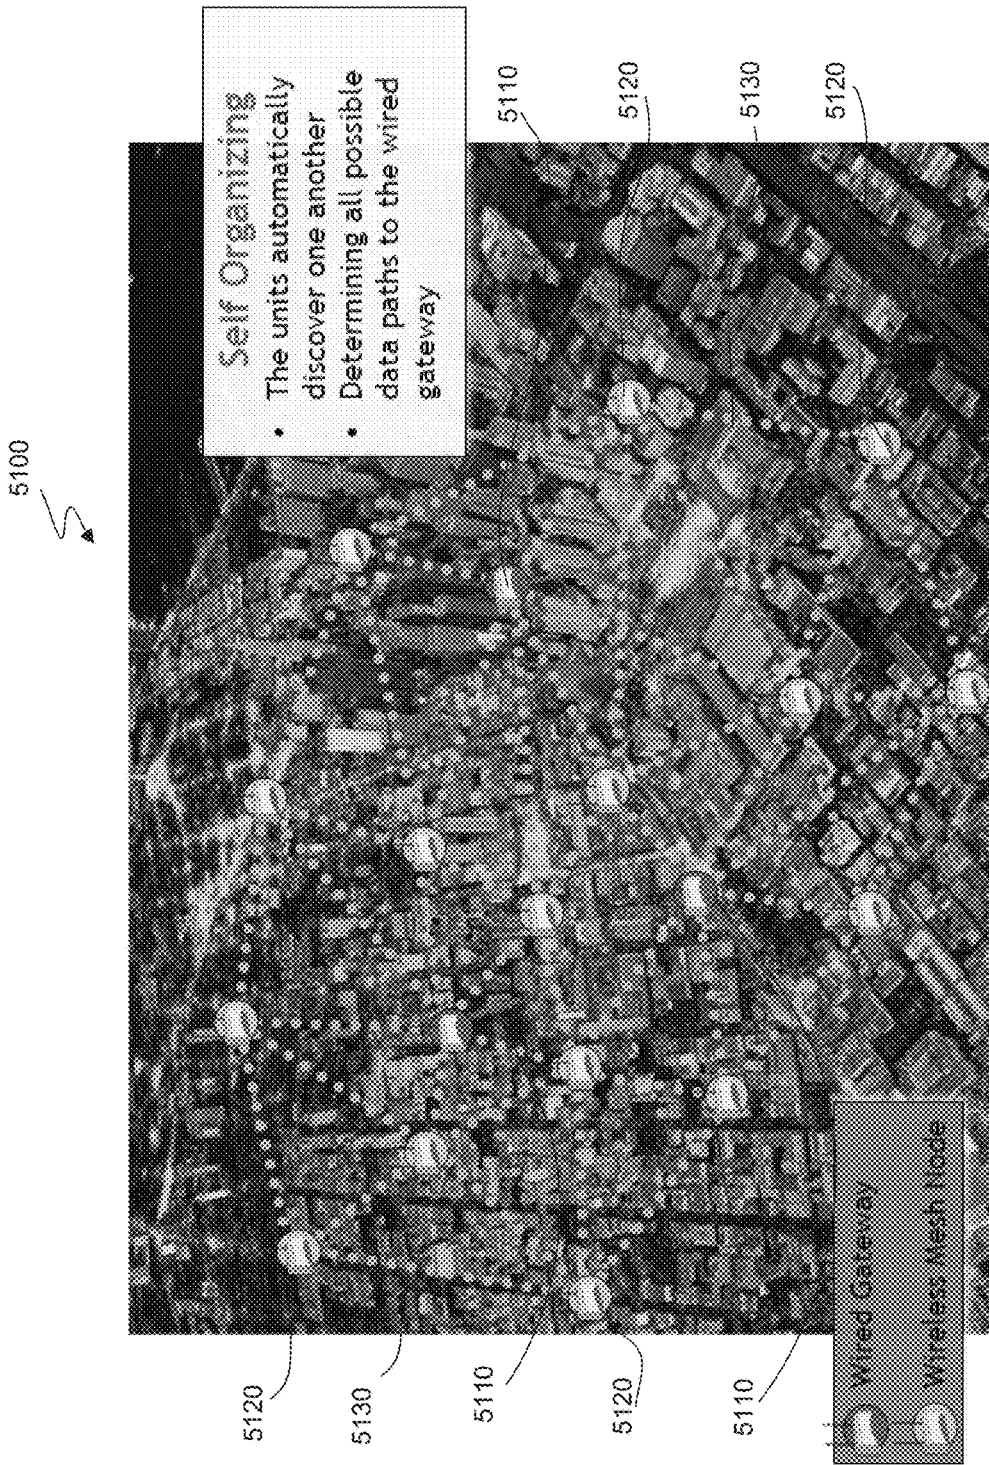 5100
Self Organizing
• The units automatically
discover one another
• Determining all possible
data paths to the wired
gateway
5110
5120
5130
5120
5120
5130
5110
5120
5110
Wired Gateway
Wireless Mesh Node